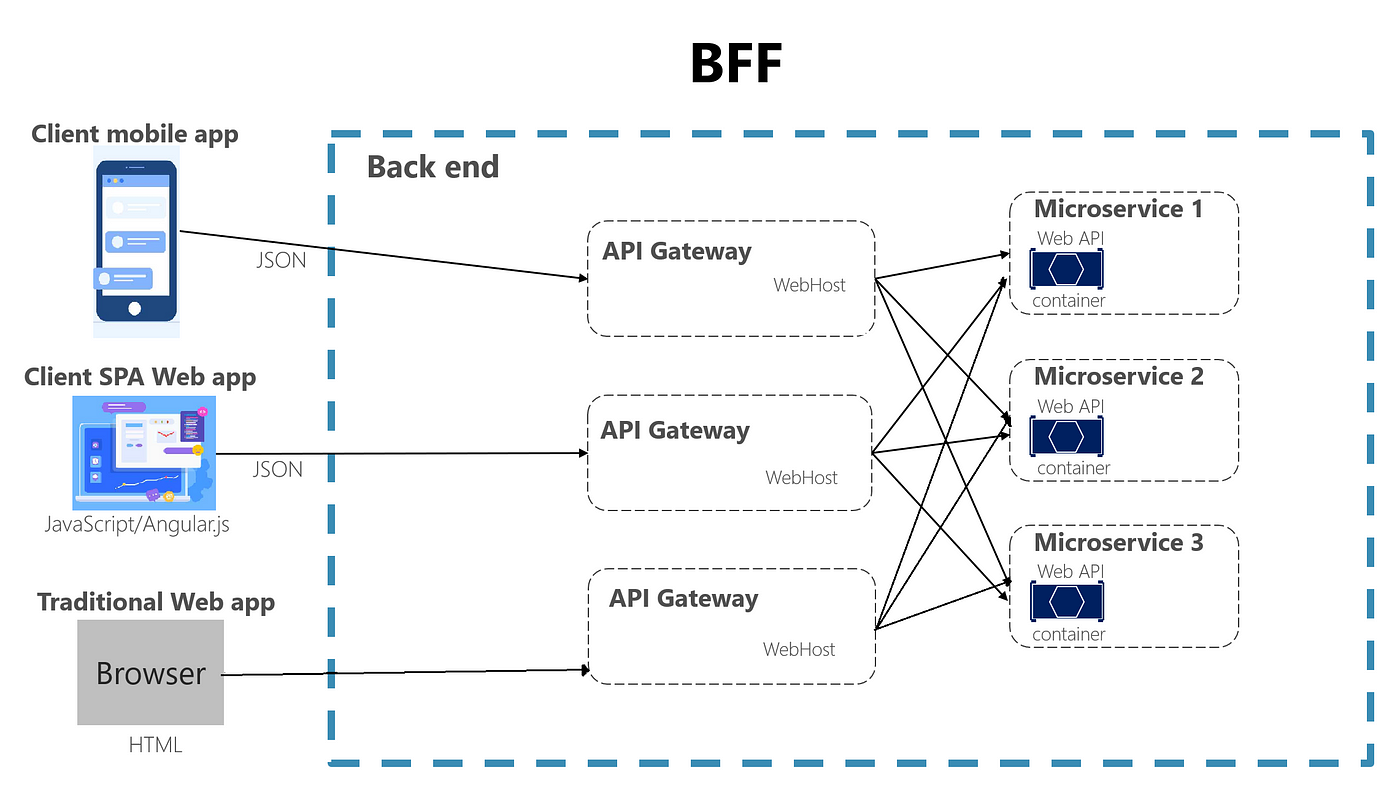 BFF
Client mobile app
JSON
Client SPA Web app
JSON
JavaScript/Angular.js
Traditional Web app
Browser
HTML
Back end
API Gateway
WebHost
API Gateway
WebHost
API Gateway
WebHost
Microservice 1
Web API
container
Microservice 2
Web API
container
Microservice 3
Web API
container